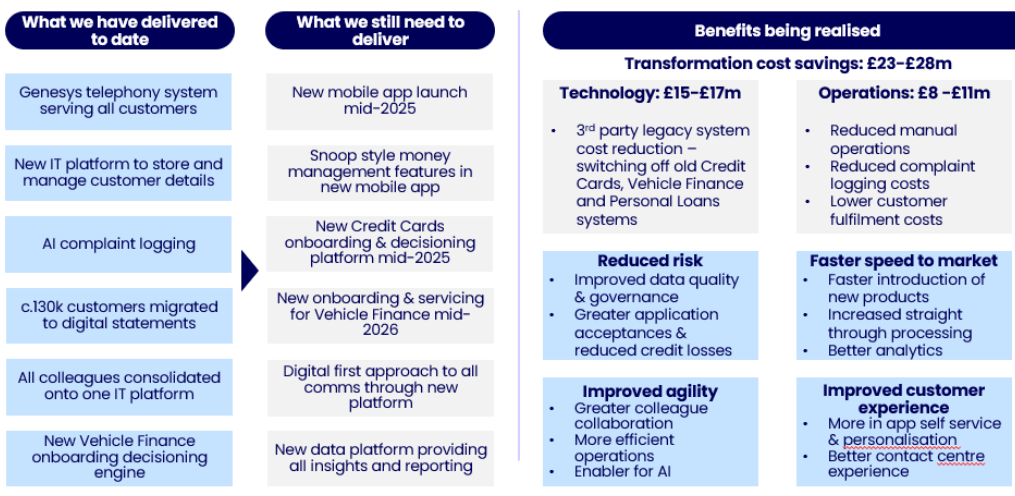 What we have delivered
to date
Genesys telephony system
serving all customers
New IT platform to store and
manage customer details
AI complaint logging
c.130k customers migrated
to digital statements
All colleagues consolidated
onto one IT platform
New Vehicle Finance
onboarding decisioning
engine
What we still need to
deliver
New mobile app launch
mid-2025
Snoop style money
management features in
new mobile app
New Credit Cards
onboarding & decisioning
platform mid-2025
New onboarding & servicing
for Vehicle Finance mid-
2026
Digital first approach to all
comms through new
platform
New data platform providing
all insights and reporting
Benefits being realised
Transformation cost savings: £23-£28m
Technology: £15-£17m
• 3rd party legacy system
cost reduction –
switching off old Credit
Cards, Vehicle Finance
and Personal Loans
systems
Operations: £8 -£11m
• Reduced manual
operations
• Reduced complaint
logging costs
• Lower customer
fulfilment costs
Reduced risk
• Improved data quality
& governance
• Greater application
acceptances &
reduced credit losses
Faster speed to market
• Faster introduction of
new products
• Increased straight
through processing
• Better analytics
Improved agility
• Greater colleague
collaboration
• More efficient
operations
• Enabler for AI
Improved customer
experience
• More in app self service
& personalisation
• Better contact centre
experience